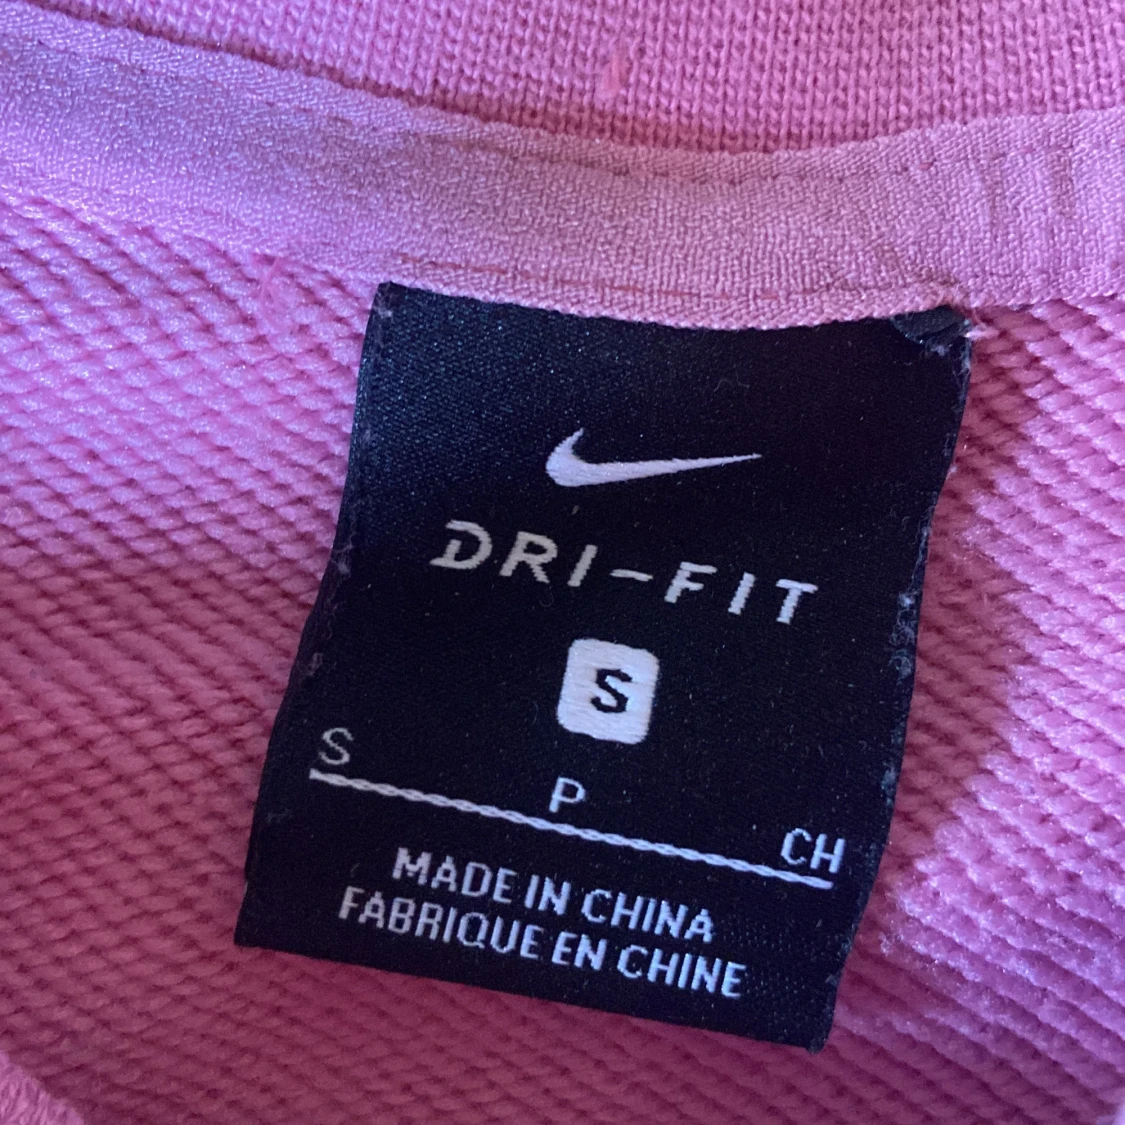 DRI-FIT
S
S P CH
MADE IN CHINA
FABRIQUE EN CHINE